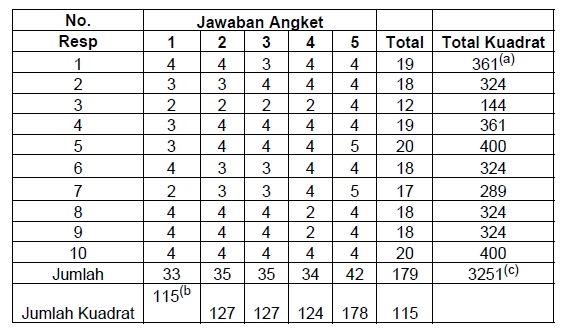 No. Jawaban Angket
Resp 1 2 3 4 5 Total Total Kuadrat
1 4 4 3 4 4 19 361(a)
2 3 3 4 4 4 18 324
3 2 2 2 2 4 12 144
4 3 4 4 4 4 19 361
5 3 4 4 4 5 20 400
6 4 3 3 4 4 18 324
7 2 3 3 4 5 17 289
8 4 4 4 2 4 18 324
9 4 4 4 2 4 18 324
10 4 4 4 4 4 20 400
Jumlah 33 35 35 34 42 179 3251(c)
Jumlah Kuadrat 115(b 127 127 124 178 115